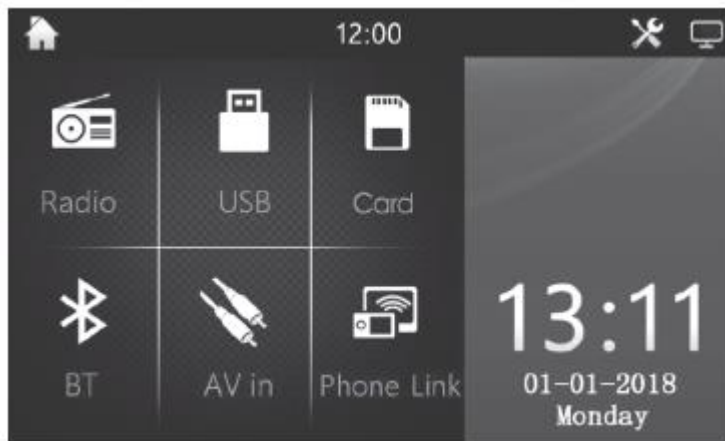 12:00
Radio USB Card
BT AV in Phone Link
13:11
01-01-2018
Monday